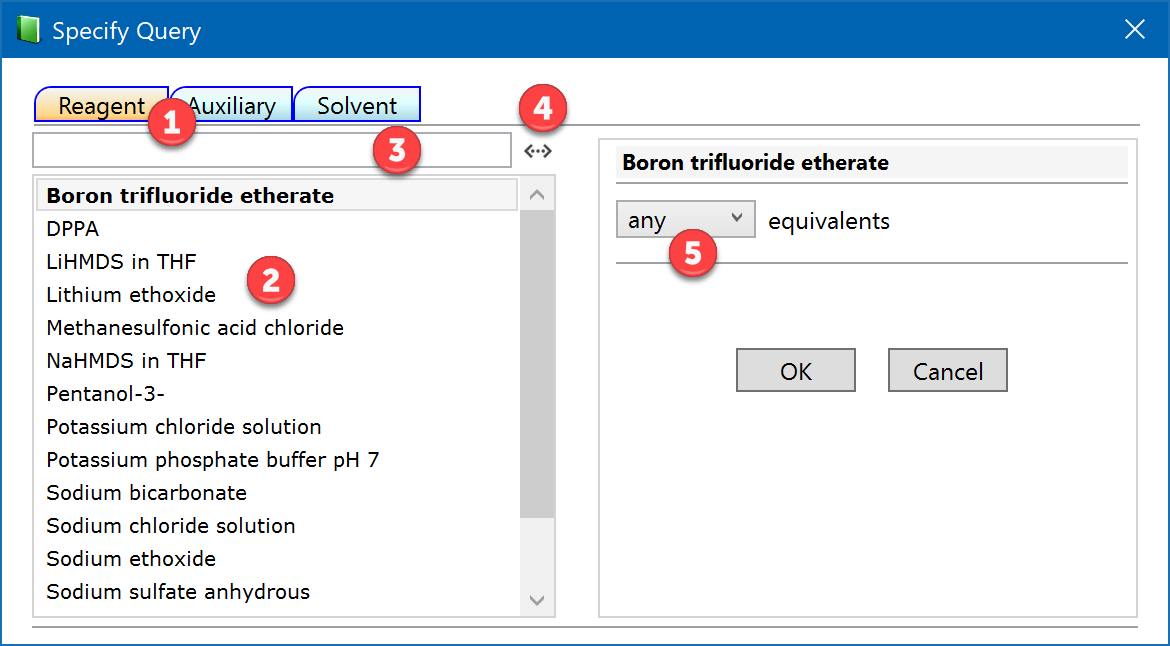 Specify Query
Reagent Auxiliary Solvent
1
3
4
Boron trifluoride etherate
DPPA
LiHMDS in THF
Lithium ethoxide
2
Methanesulfonic acid chloride
NaHMDS in THF
Pentanol-3-
Potassium chloride solution
Potassium phosphate buffer pH 7
Sodium bicarbonate
Sodium chloride solution
Sodium ethoxide
Sodium sulfate anhydrous
Boron trifluoride etherate
any equivalents
5
OK Cancel